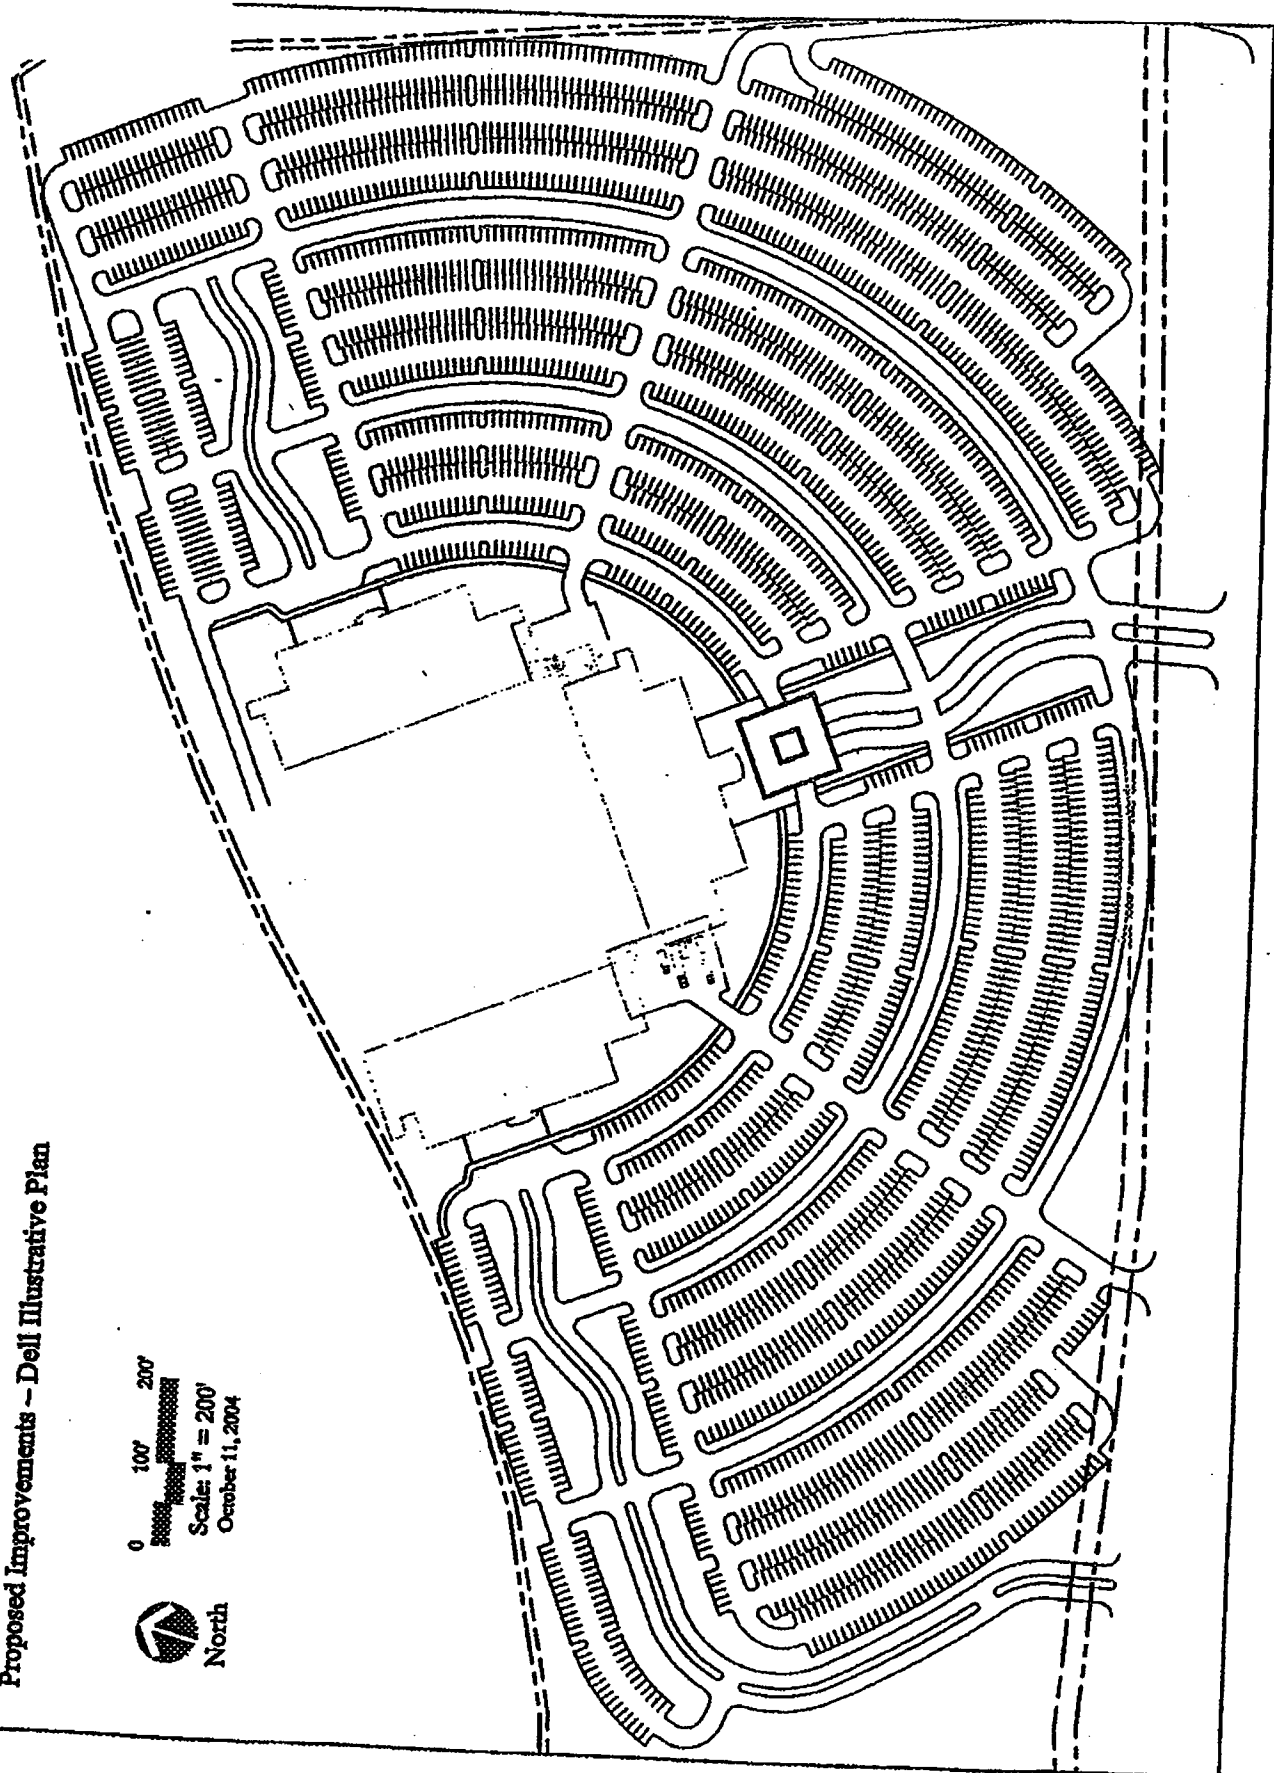 Proposed Improvements -- Dell Illustrative Plan
0 100' 200'
Scale: 1" = 200'
October 11, 2004
North